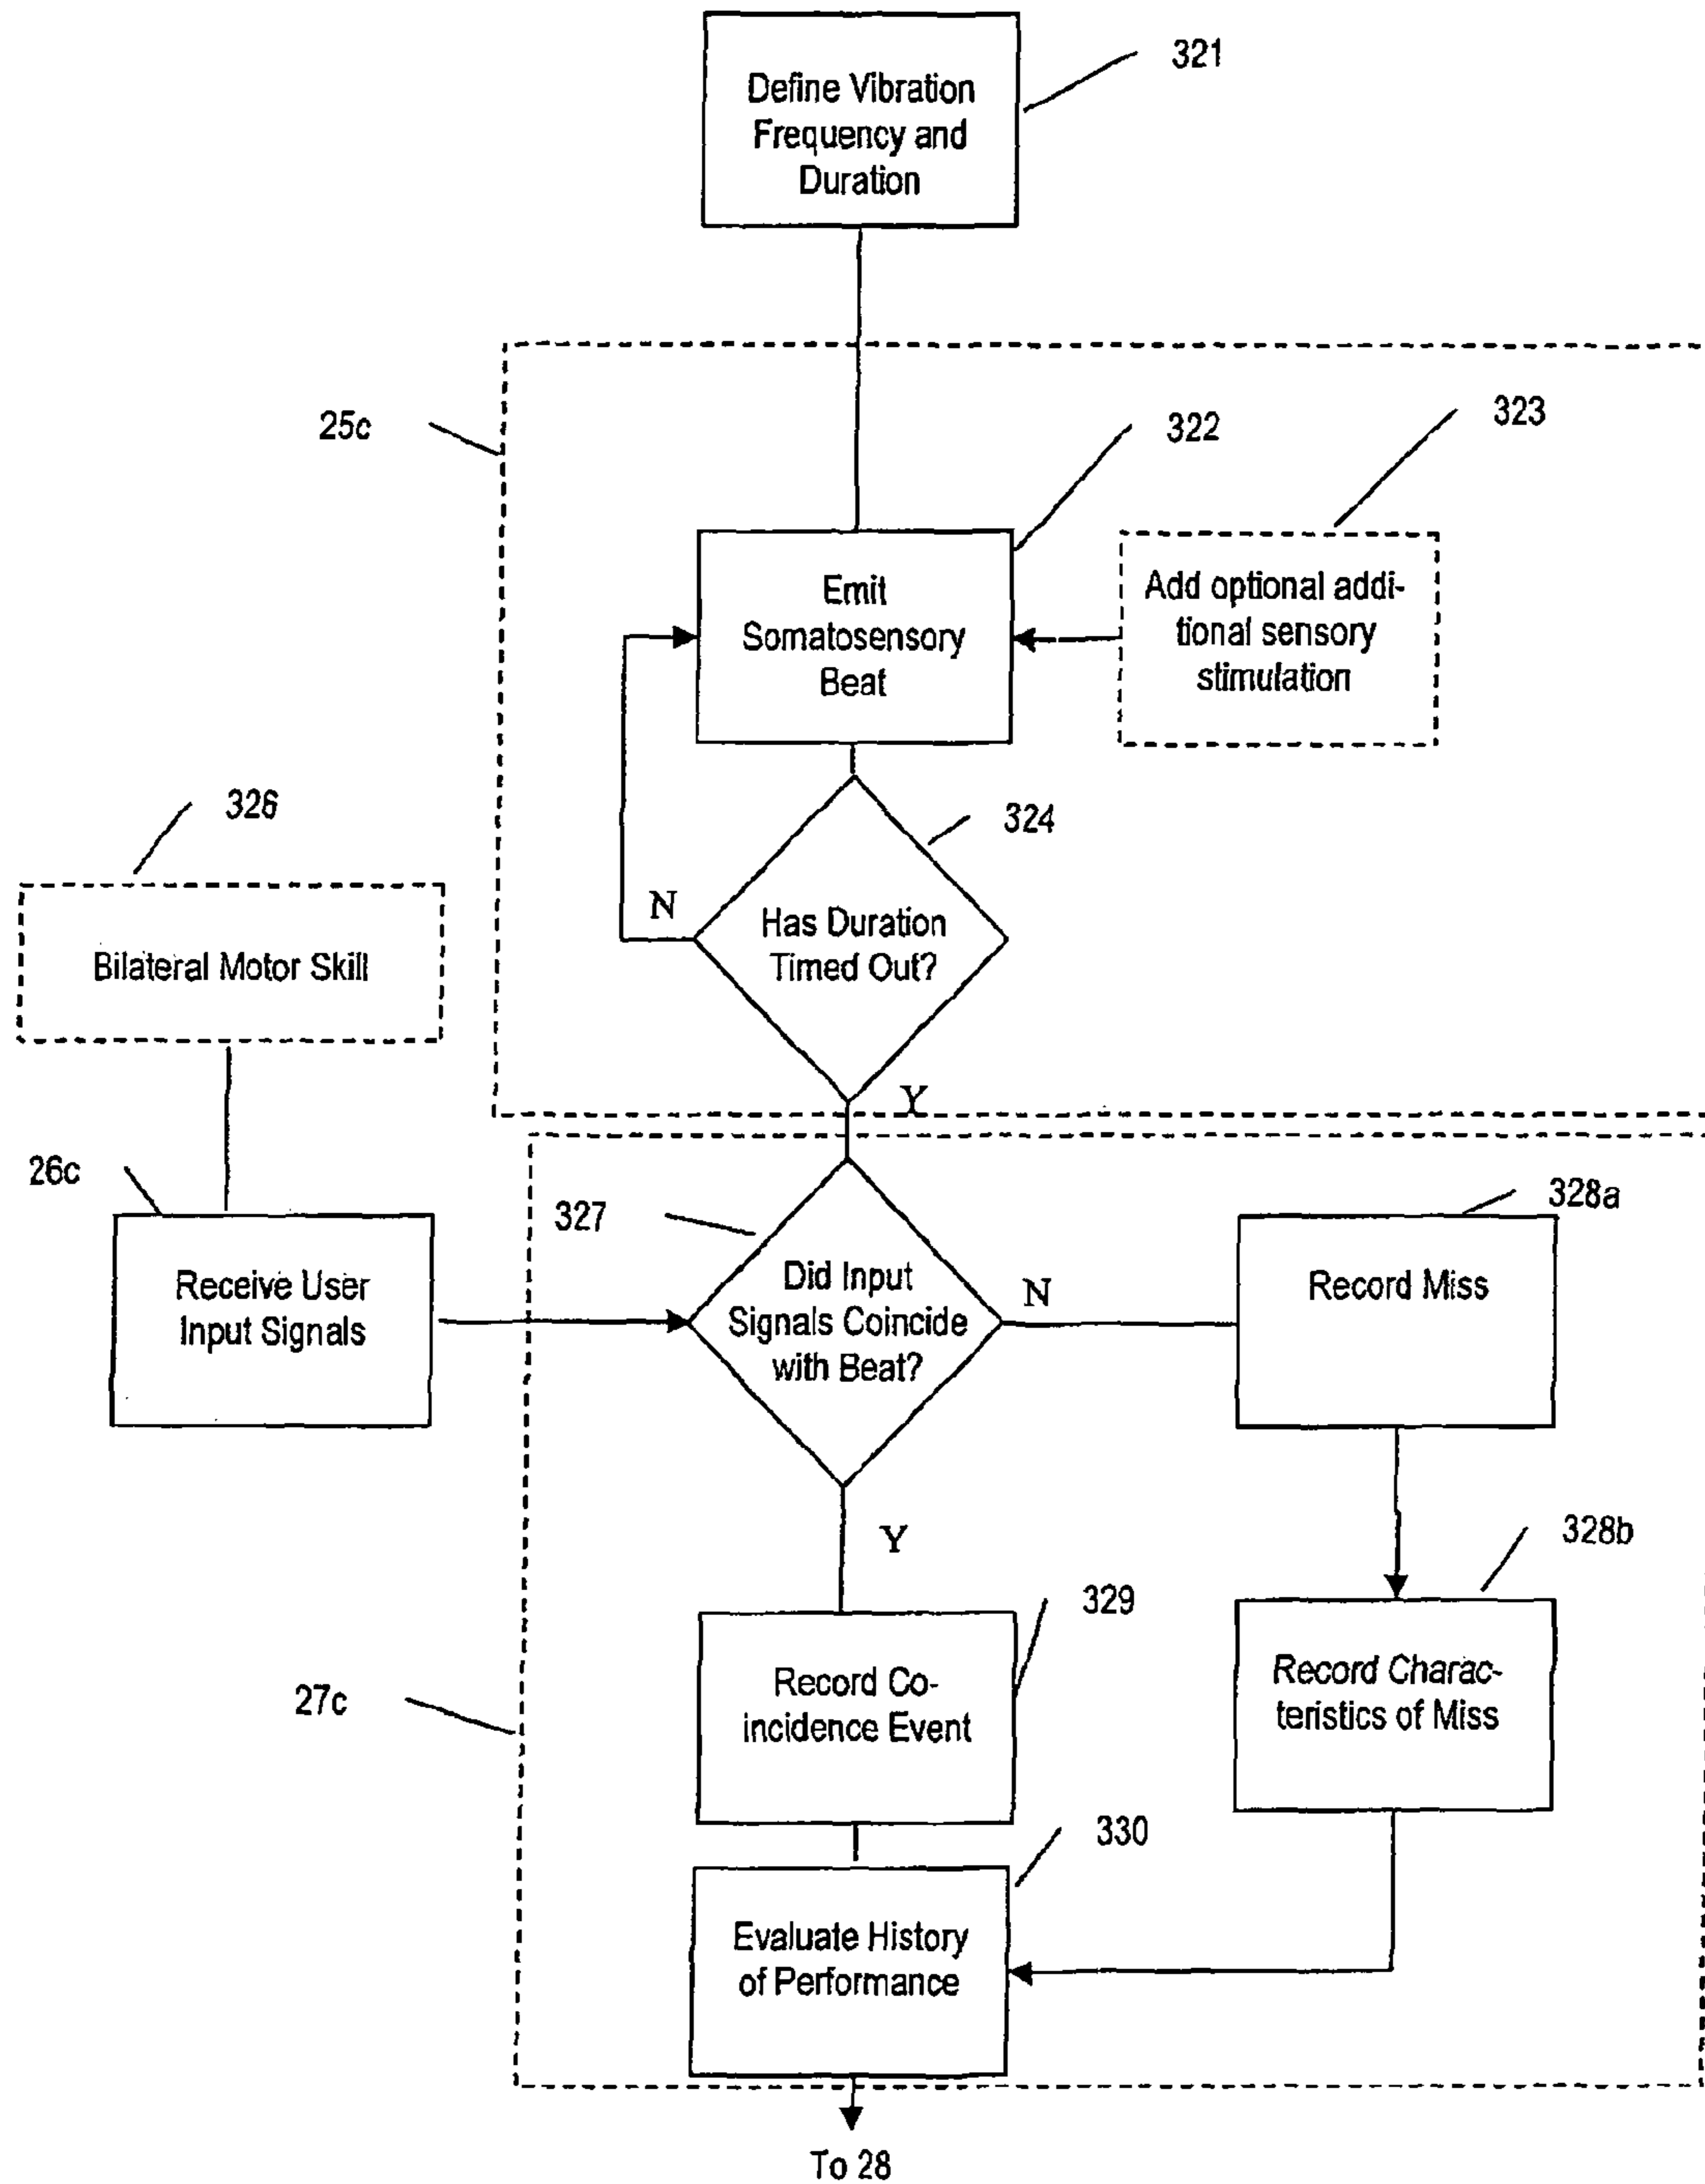 321
Define Vibration
Frequency and
Duration
25c
322
323
Emit
Somatosensory
Beat
Add optional addi-
tional sensory
stimulation
326
324
N
Has Duration
Timed Out?
Bilateral Motor Skill
Y
26c
327
328a
Receive User
Input Signals
Did Input
Signals Coincide
with Beat?
N
Record Miss
Y
328b
329
27c
Record Co-
incidence Event
Record Charac-
teristics of Miss
330
Evaluate History
of Performance
To 28